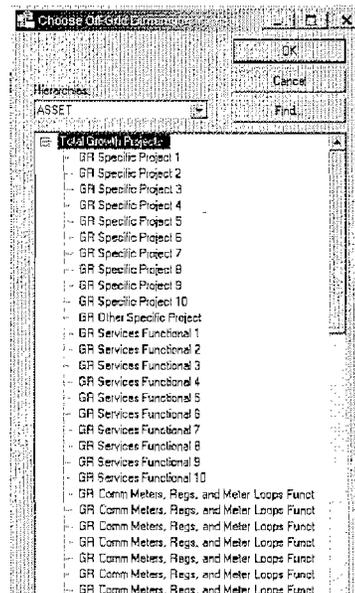 Choose Off-Grid Dimension
OK
Cancel
Hierarchies:
ASSET
Find...
Total Growth Projects
GR Specific Project 1
GR Specific Project 2
GR Specific Project 3
GR Specific Project 4
GR Specific Project 5
GR Specific Project 6
GR Specific Project 7
GR Specific Project 8
GR Specific Project 9
GR Specific Project 10
GR Other Specific Project
GR Services Functional 1
GR Services Functional 2
GR Services Functional 3
GR Services Functional 4
GR Services Functional 5
GR Services Functional 6
GR Services Functional 7
GR Services Functional 8
GR Services Functional 9
GR Services Functional 10
GR Comm Meters, Regs, and Meter Loops Funct
GR Comm Meters, Regs, and Meter Loops Funct
GR Comm Meters, Regs, and Meter Loops Funct
GR Comm Meters, Regs, and Meter Loops Funct
GR Comm Meters, Regs, and Meter Loops Funct
GR Comm Meters, Regs, and Meter Loops Funct